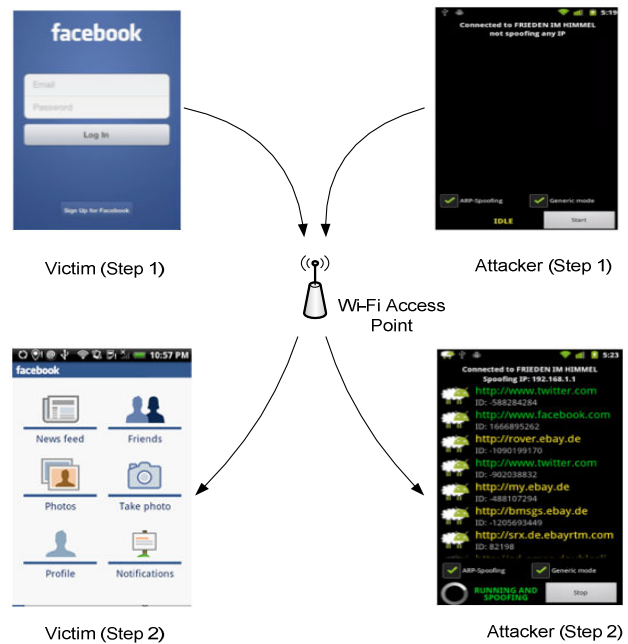 facebook
Email
Password
Log In
Sign Up for Facebook
Victim (Step 1)
5:19
Connected to FRIEDEN IM HIMMEL
not spoofing any IP
ARP-Spoofing
Generic mode
IDLE
Start
Attacker (Step 1)
Wi-Fi Access
Point
10:57 PM
facebook
News feed
Friends
Photos
Take photo
Profile
Notifications
Victim (Step 2)
5:23
Connected to FRIEDEN IM HIMMEL
Spoofing IP: 192.168.1.1
http://www.twitter.com
ID: -588284284
http://www.facebook.com
ID: 1666895262
http://rover.ebay.de
ID: -1090199170
http://www.twitter.com
ID: -902038832
http://my.ebay.de
ID: -488107294
http://bmsgs.ebay.de
ID: -1205693449
http://srx.de.ebayrtm.com
ID: 82198
ARP-Spoofing
Generic mode
RUNNING AND
SPOOFING
Stop
Attacker (Step 2)